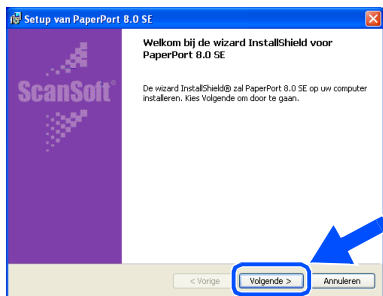 Setup van PaperPort 8.0 SE
Welkom bij de wizard InstallShield voor
PaperPort 8.0 SE
ScanSoft®
De wizard InstallShield® zal PaperPort 8.0 SE op uw computer
installeren. Kies Volgende om door te gaan.
< Vorige
Volgende >
Annuleren